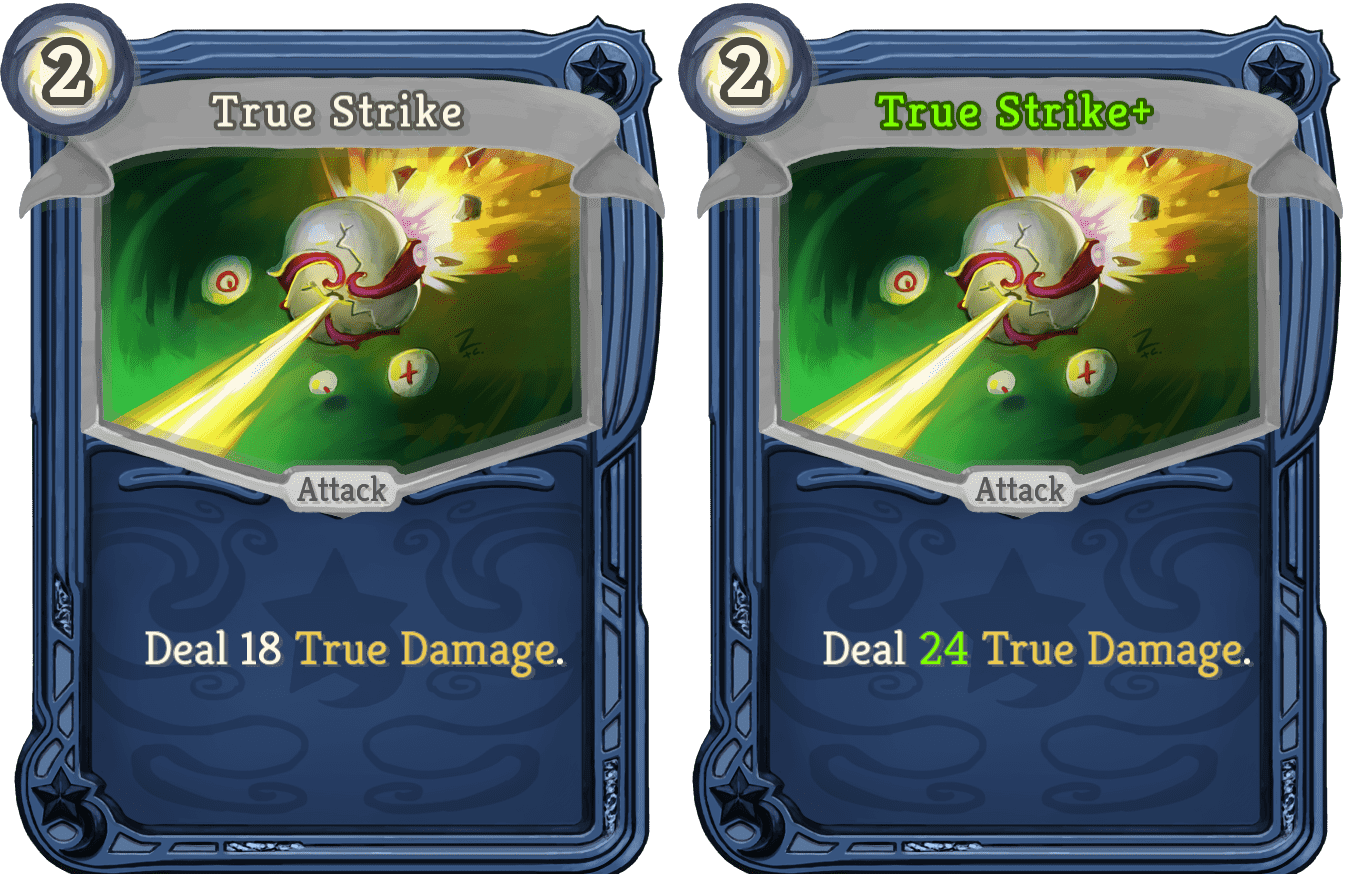 2
True Strike
Attack
Deal 18 True Damage.
2
True Strike+
Attack
Deal 24 True Damage.